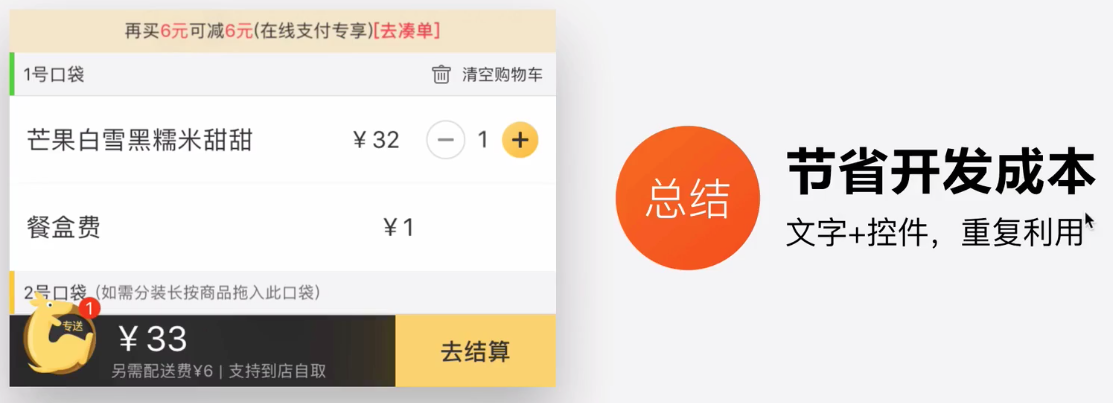 再买6元可减6元(在线支付专享)[去凑单]
1号口袋 清空购物车
芒果白雪黑糯米甜甜 ¥32 1
餐盒费 ¥1
2号口袋（如需分装长按商品拖入此口袋）
专送 1
¥33
另需配送费¥6 | 支持到店自取
去结算
总结
节省开发成本
文字+控件，重复利用